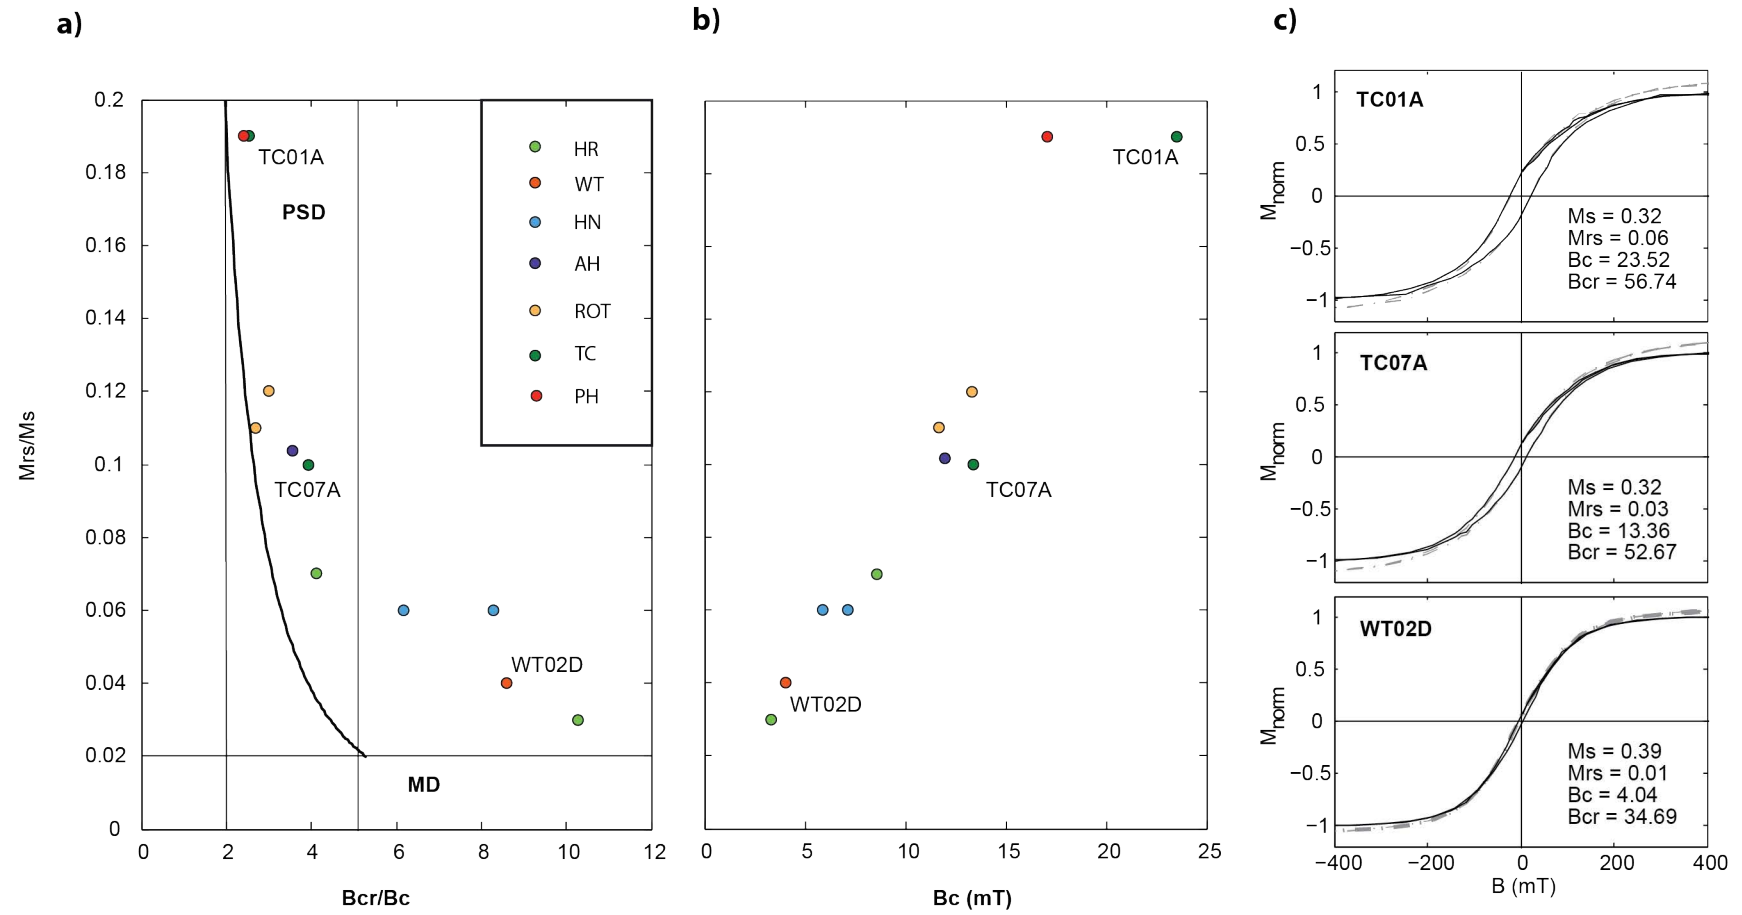 a)
0.2
0.18
0.16
0.14
0.12
0.1
0.08
0.06
0.04
0.02
0
Mrs/Ms
0 2 4 6 8 10 12
Bcr/Bc
TC01A
PSD
TC07A
WT02D
MD
HR
WT
HN
AH
ROT
TC
PH
b)
TC01A
TC07A
WT02D
0 5 10 15 20 25
Bc (mT)
c)
TC01A
1
0.5
0
−0.5
−1
Mnorm
Ms = 0.32
Mrs = 0.06
Bc = 23.52
Bcr = 56.74
TC07A
1
0.5
0
−0.5
−1
Mnorm
Ms = 0.32
Mrs = 0.03
Bc = 13.36
Bcr = 52.67
WT02D
1
0.5
0
−0.5
−1
Mnorm
Ms = 0.39
Mrs = 0.01
Bc = 4.04
Bcr = 34.69
−400 −200 0 200 400
B (mT)